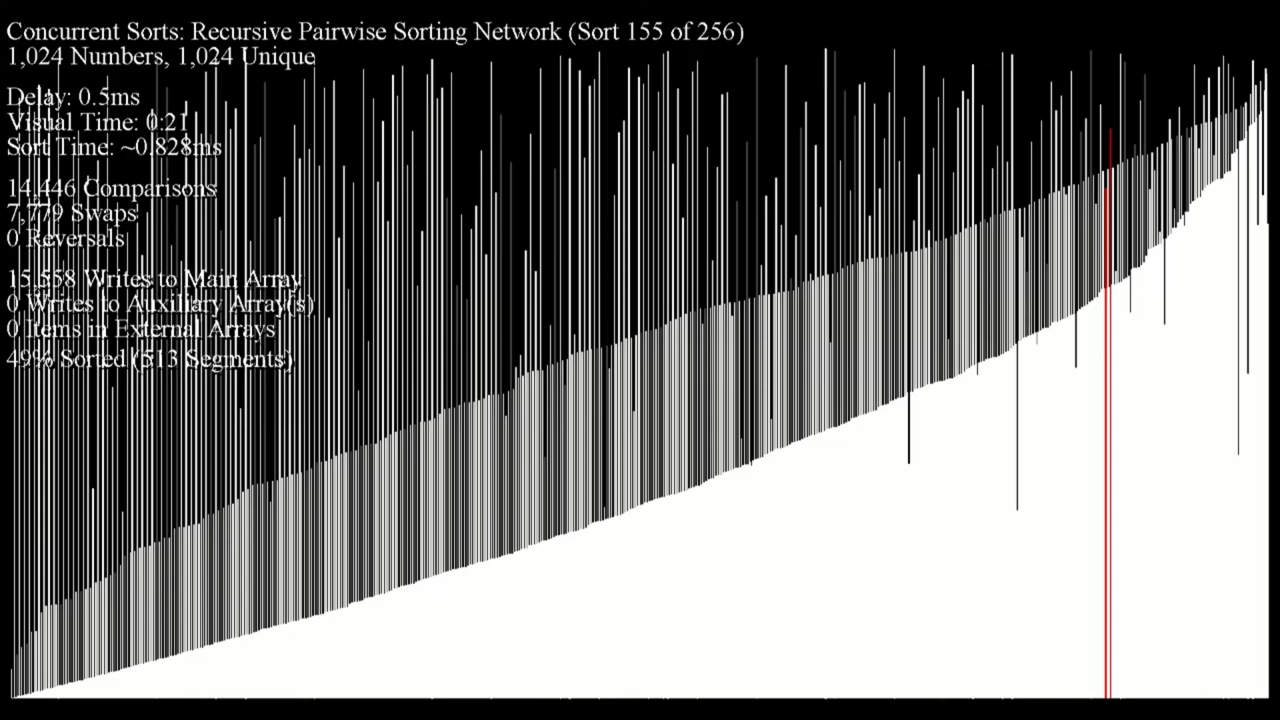 Concurrent Sorts: Recursive Pairwise Sorting Network (Sort 155 of 256)
1,024 Numbers, 1,024 Unique
Delay: 0.5ms
Visual Time: 0:21
Sort Time: ~0.828ms
14,446 Comparisons
7,779 Swaps
0 Reversals
15,558 Writes to Main Array
0 Writes to Auxiliary Array(s)
0 Items in External Arrays
49% Sorted (513 Segments)